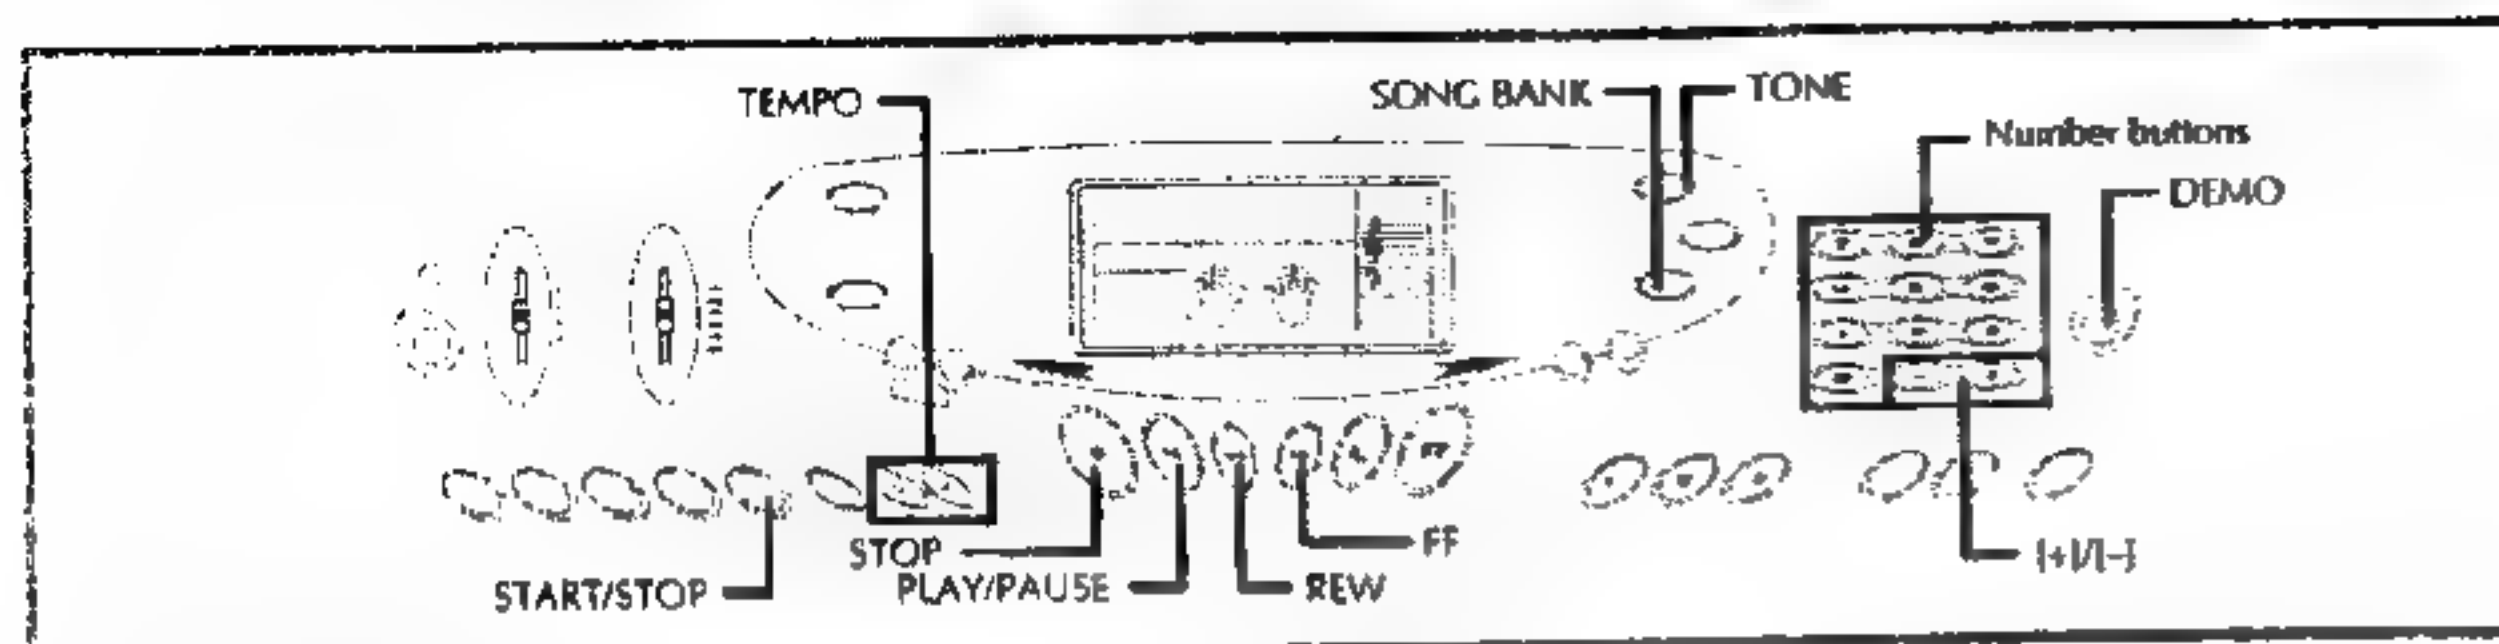 SONG BANK
TONE
TEMPO
Number buttons
DEMO
STOP
FF
[+]/[–]
START/STOP
PLAY/PAUSE
REW